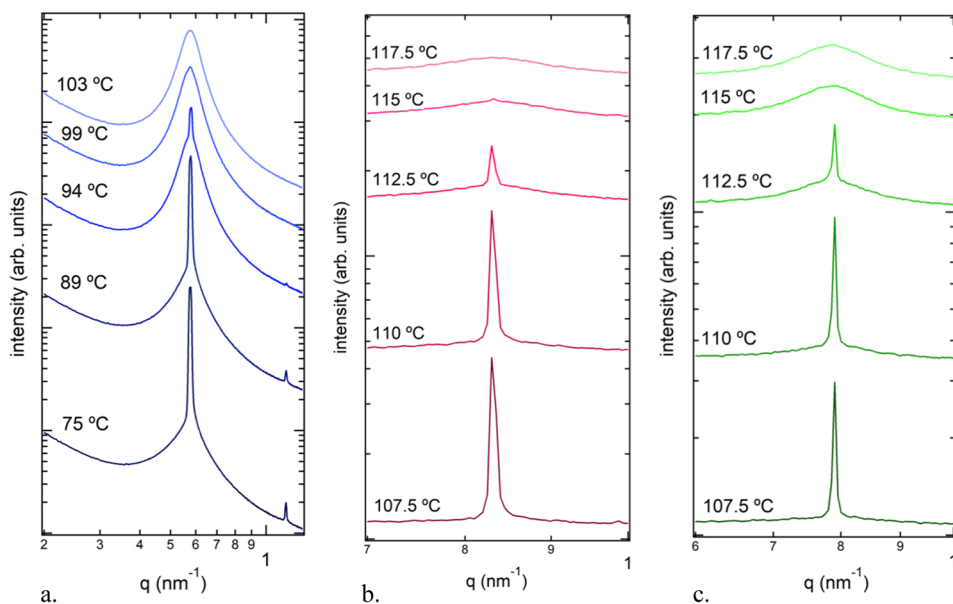 103 ºC
99 ºC
94 ºC
89 ºC
75 ºC
intensity (arb. units)
2 3 4 5 6 7 8 9 1
q (nm⁻¹)
a.
117.5 ºC
115 ºC
112.5 ºC
110 ºC
107.5 ºC
intensity (arb. units)
7 8 9 1
q (nm⁻¹)
b.
117.5 ºC
115 ºC
112.5 ºC
110 ºC
107.5 ºC
intensity (arb. units)
6 7 8 9 1
q (nm⁻¹)
c.